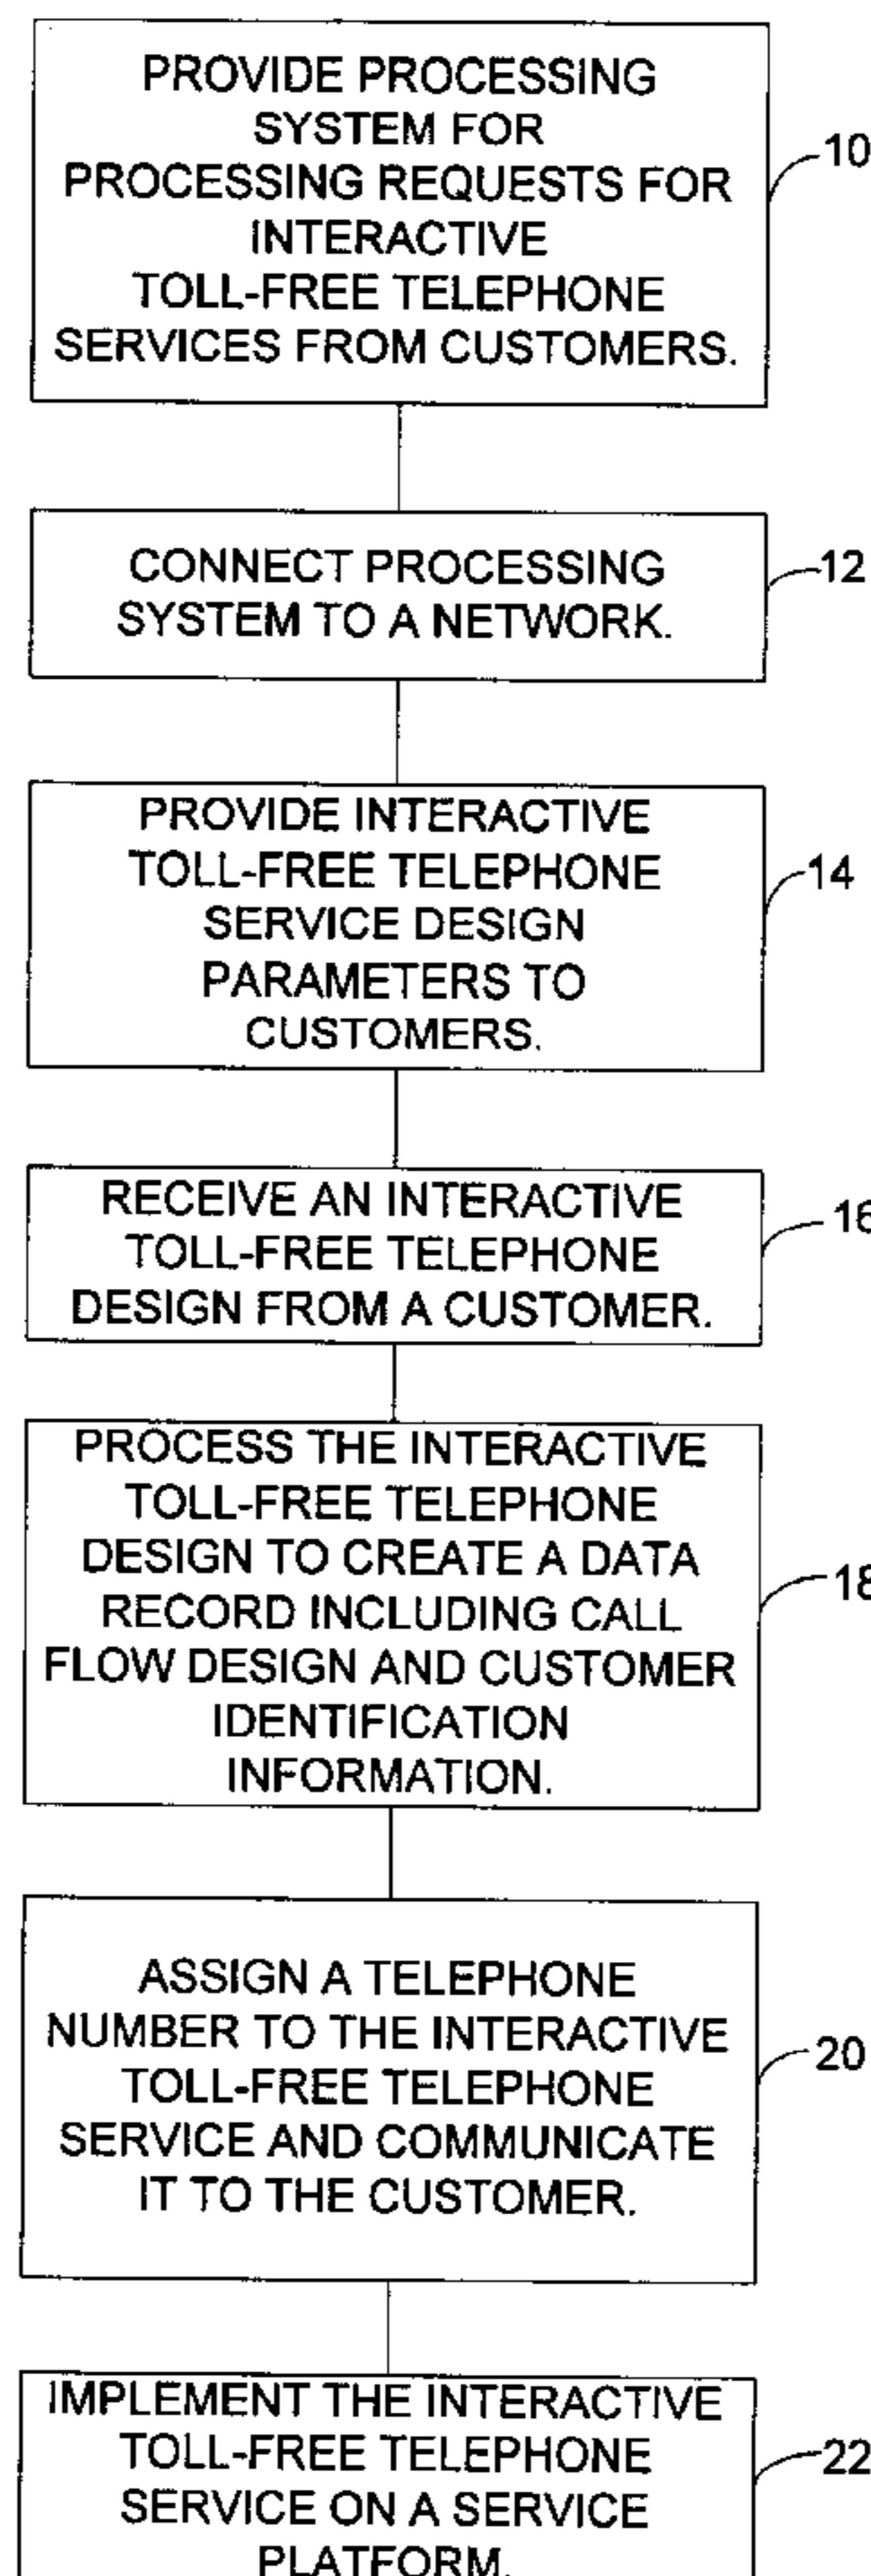 PROVIDE PROCESSING
SYSTEM FOR
PROCESSING REQUESTS FOR
INTERACTIVE
TOLL-FREE TELEPHONE
SERVICES FROM CUSTOMERS.
10
CONNECT PROCESSING
SYSTEM TO A NETWORK.
12
PROVIDE INTERACTIVE
TOLL-FREE TELEPHONE
SERVICE DESIGN
PARAMETERS TO
CUSTOMERS.
14
RECEIVE AN INTERACTIVE
TOLL-FREE TELEPHONE
DESIGN FROM A CUSTOMER.
16
PROCESS THE INTERACTIVE
TOLL-FREE TELEPHONE
DESIGN TO CREATE A DATA
RECORD INCLUDING CALL
FLOW DESIGN AND CUSTOMER
IDENTIFICATION
INFORMATION.
18
ASSIGN A TELEPHONE
NUMBER TO THE INTERACTIVE
TOLL-FREE TELEPHONE
SERVICE AND COMMUNICATE
IT TO THE CUSTOMER.
20
IMPLEMENT THE INTERACTIVE
TOLL-FREE TELEPHONE
SERVICE ON A SERVICE
PLATFORM.
22